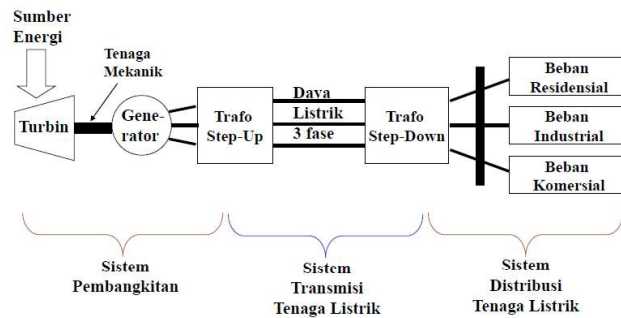 Sumber
Energi
Tenaga
Mekanik
Turbin
Gene-
rator
Trafo
Step-Up
Daya
Listrik
3 fase
Trafo
Step-Down
Beban
Residensial
Beban
Industrial
Beban
Komersial
Sistem
Pembangkitan
Sistem
Transmisi
Tenaga Listrik
Sistem
Distribusi
Tenaga Listrik